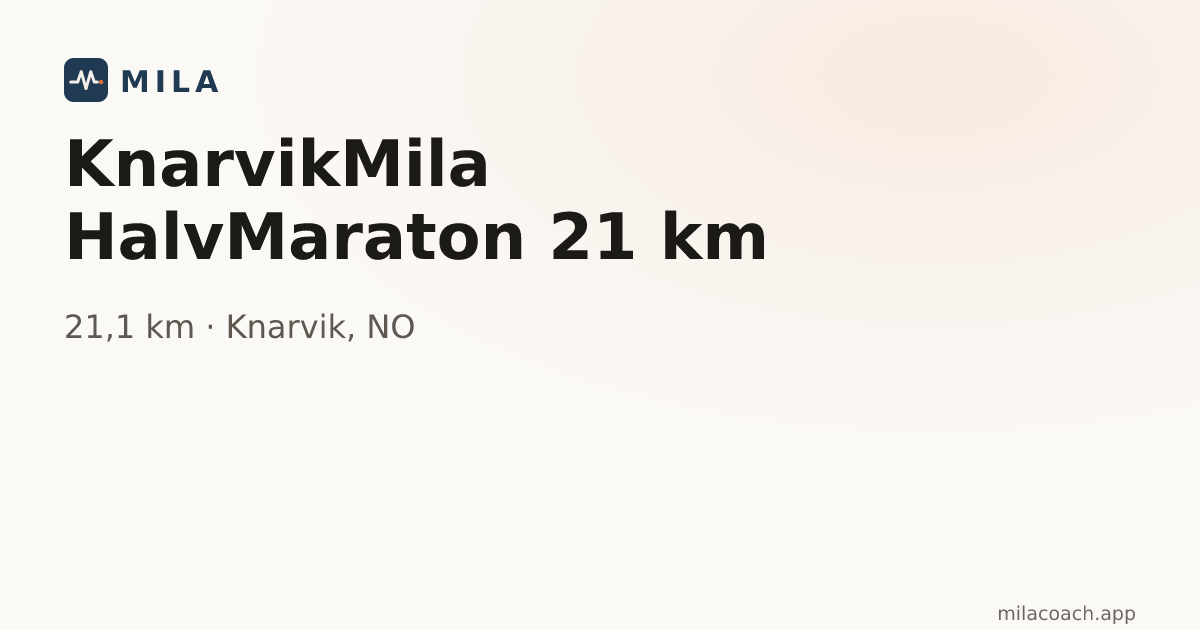 MILA
KnarvikMila
HalvMaraton 21 km
21,1 km · Knarvik, NO
milacoach.app